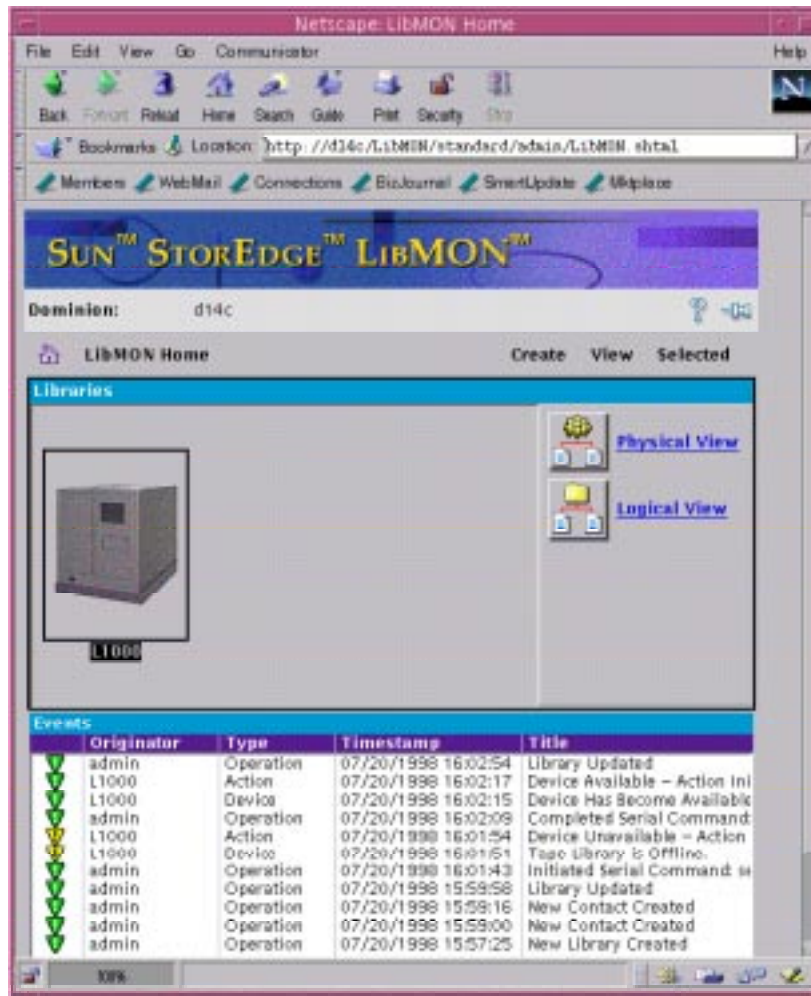 Netscape: LibMON Home
File Edit View Go Communicator Help
Back Forward Reload Home Search Guide Print Security Stop
Bookmarks Location: http://d14c/LibMON/standard/admin/LibMON.shtml
Members WebMail Connections BizJournal SmartUpdate Mktplace
SUN™ STOREDGE™ LIBMON™
Dominion: d14c
LibMON Home Create View Selected
Libraries
Physical View
Logical View
L1000
Events
Originator Type Timestamp Title
admin Operation 07/20/1998 16:02:54 Library Updated
L1000 Action 07/20/1998 16:02:17 Device Available – Action Ini
L1000 Device 07/20/1998 16:02:15 Device Has Become Available
admin Operation 07/20/1998 16:02:09 Completed Serial Command:
L1000 Action 07/20/1998 16:01:54 Device Unavailable – Action
L1000 Device 07/20/1998 16:01:51 Tape Library is Offline.
admin Operation 07/20/1998 16:01:43 Initiated Serial Command: se
admin Operation 07/20/1998 15:59:58 Library Updated
admin Operation 07/20/1998 15:59:16 New Contact Created
admin Operation 07/20/1998 15:59:00 New Contact Created
admin Operation 07/20/1998 15:57:25 New Library Created
100%